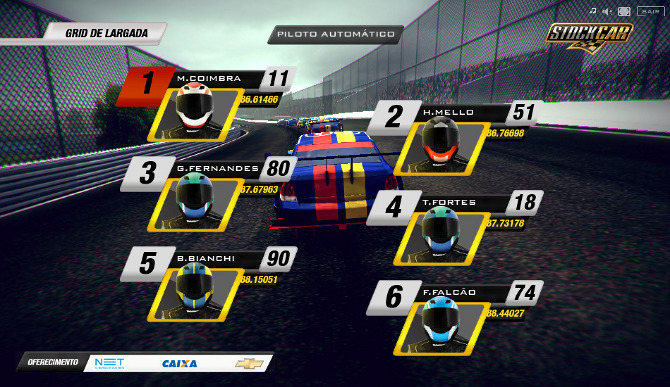 GRID DE LARGADA
PILOTO AUTOMÁTICO
SAIR
STOCKCAR
1 M.COIMBRA 11
86.61466
2 H.MELLO 51
86.76698
3 G.FERNANDES 80
87.67963
4 T.FORTES 18
87.73178
5 B.BIANCHI 90
88.15051
6 F.FALCÃO 74
88.44027
OFERECIMENTO NET CAIXA